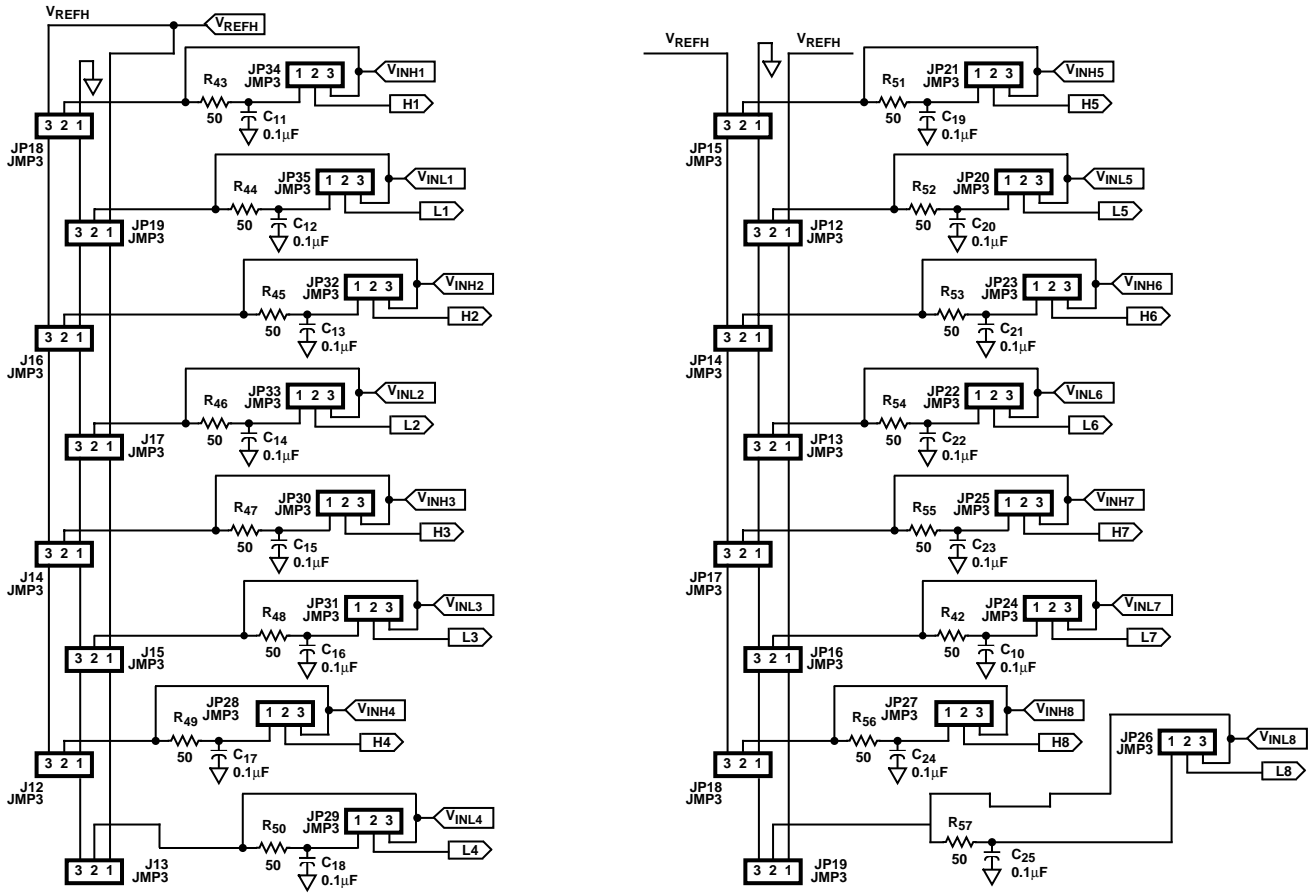 VREFH
VREFH
R43
50
C11
0.1μF
JP34
JMP3
1 2 3
VINH1
H1
3 2 1
JP18
JMP3
R44
50
C12
0.1μF
JP35
JMP3
1 2 3
VINL1
L1
3 2 1
JP19
JMP3
R45
50
C13
0.1μF
JP32
JMP3
1 2 3
VINH2
H2
3 2 1
J16
JMP3
R46
50
C14
0.1μF
JP33
JMP3
1 2 3
VINL2
L2
3 2 1
J17
JMP3
R47
50
C15
0.1μF
JP30
JMP3
1 2 3
VINH3
H3
3 2 1
J14
JMP3
R48
50
C16
0.1μF
JP31
JMP3
1 2 3
VINL3
L3
3 2 1
J15
JMP3
R49
50
C17
0.1μF
JP28
JMP3
1 2 3
VINH4
H4
3 2 1
J12
JMP3
R50
50
C18
0.1μF
JP29
JMP3
1 2 3
VINL4
L4
3 2 1
J13
JMP3
VREFH
VREFH
R51
50
C19
0.1μF
JP21
JMP3
1 2 3
VINH5
H5
3 2 1
JP15
JMP3
R52
50
C20
0.1μF
JP20
JMP3
1 2 3
VINL5
L5
3 2 1
JP12
JMP3
R53
50
C21
0.1μF
JP23
JMP3
1 2 3
VINH6
H6
3 2 1
JP14
JMP3
R54
50
C22
0.1μF
JP22
JMP3
1 2 3
VINL6
L6
3 2 1
JP13
JMP3
R55
50
C23
0.1μF
JP25
JMP3
1 2 3
VINH7
H7
3 2 1
JP17
JMP3
R42
50
C10
0.1μF
JP24
JMP3
1 2 3
VINL7
L7
3 2 1
JP16
JMP3
R56
50
C24
0.1μF
JP27
JMP3
1 2 3
VINH8
H8
3 2 1
JP18
JMP3
R57
50
C25
0.1μF
JP26
JMP3
1 2 3
VINL8
L8
3 2 1
JP19
JMP3